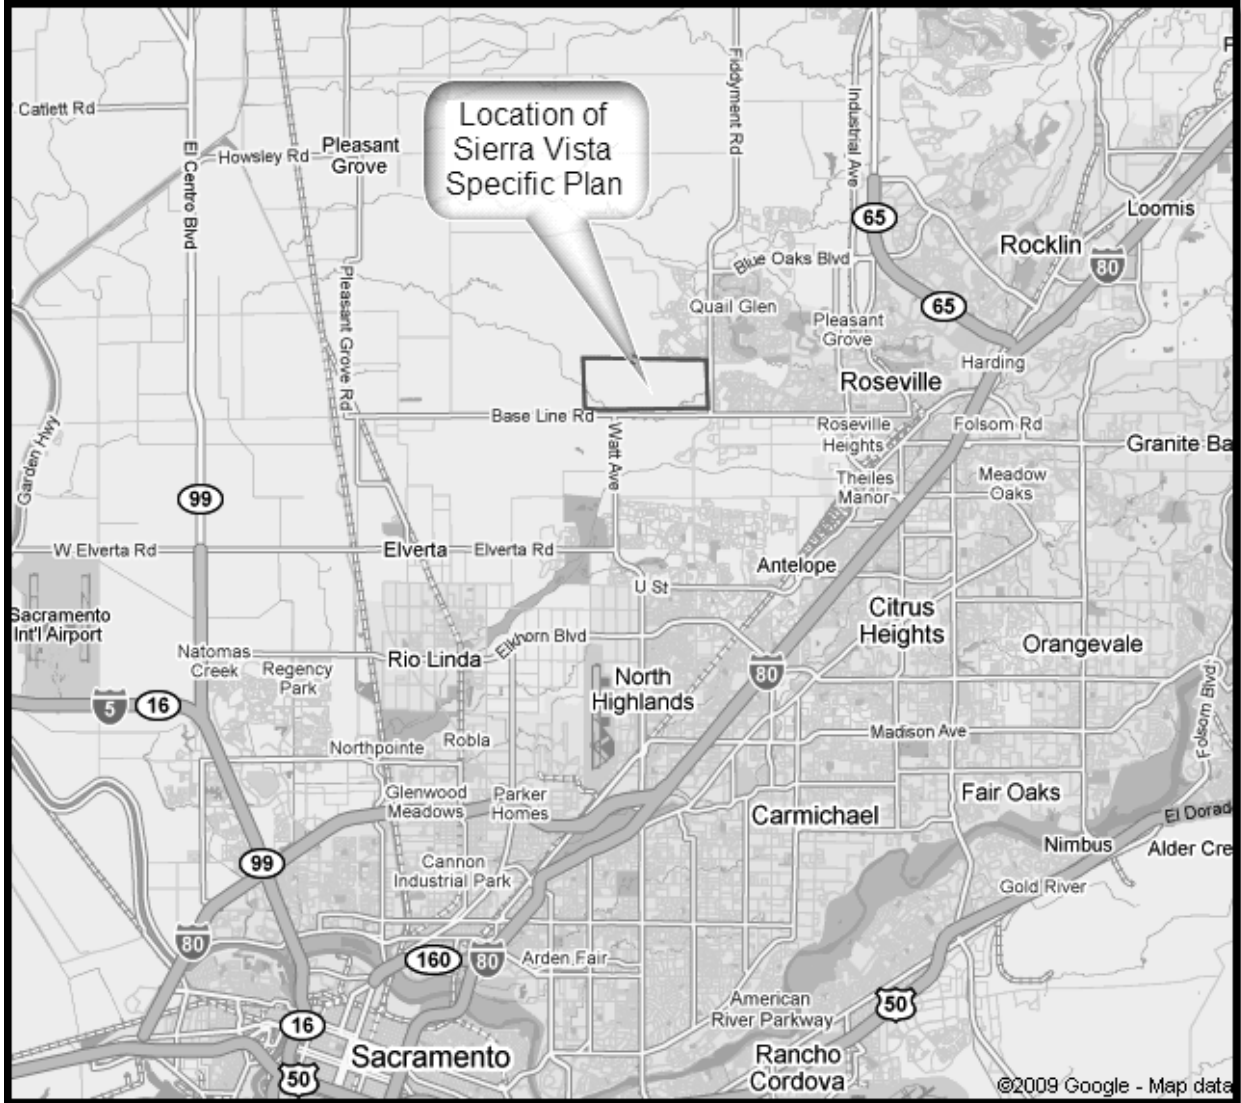 Catlett Rd
El Centro Blvd
Howsley Rd
Pleasant
Grove
Location of
Sierra Vista
Specific Plan
Fiddyment Rd
Industrial Ave
65
Loomis
Rocklin
80
Blue Oaks Blvd
Pleasant Grove Rd
Quail Glen
65
Pleasant
Grove
Harding
Roseville
Base Line Rd
Roseville
Heights
Folsom Rd
Granite Ba
Garden Hwy
Watt Ave
Theiles
Manor
Meadow
Oaks
99
W Elverta Rd
Elverta
Elverta Rd
Antelope
U St
Citrus
Heights
Sacramento
Int'l Airport
Elkhorn Blvd
Orangevale
Natomas
Creek
Regency
Park
Rio Linda
North
Highlands
80
5
16
Folsom Blvd
Northpointe
Robla
Madison Ave
Glenwood
Meadows
Parker
Homes
Carmichael
Fair Oaks
El Dorad
Nimbus
Alder Cre
99
Cannon
Industrial Park
Gold River
80
160
80
Arden Fair
American
River Parkway
50
16
Sacramento
50
Rancho
Cordova
©2009 Google - Map data